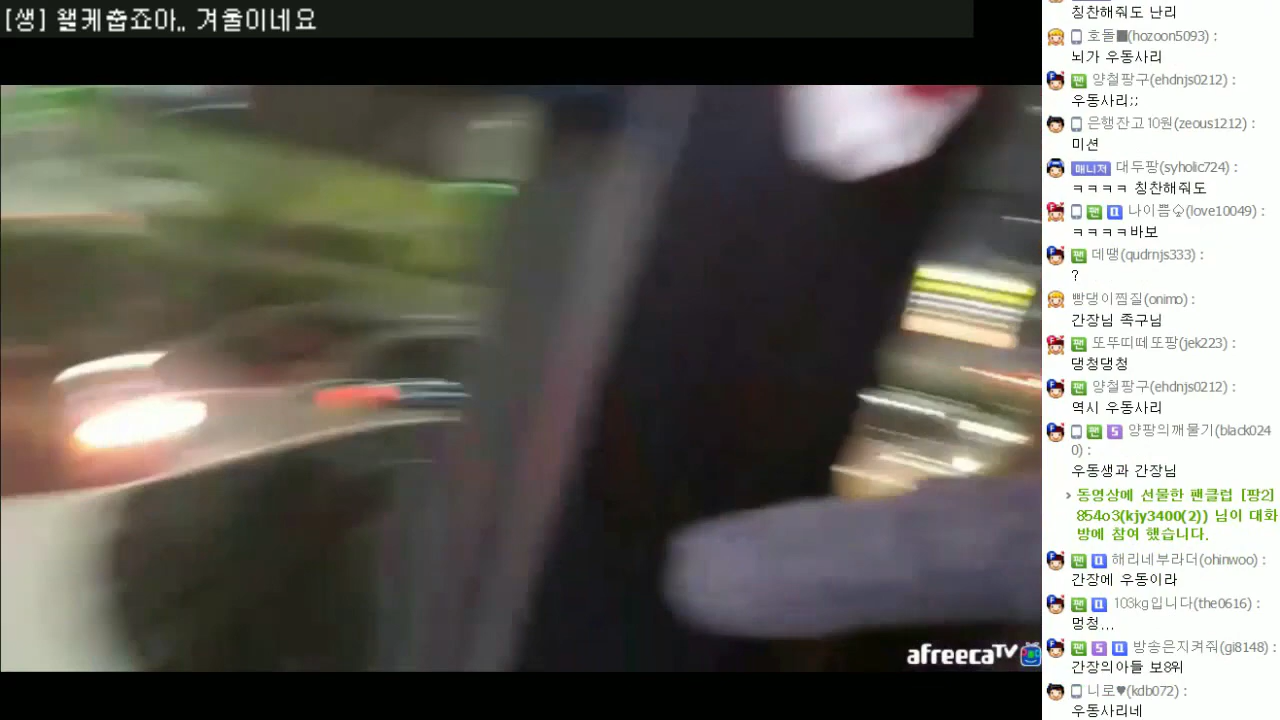 [생] 왤케춥죠아.. 겨울이네요
칭찬해줘도 난리
호돌■(hozoon5093) :
뇌가 우동사리
팬 양철팡구(ehdnjs0212) :
우동사리;;
은행잔고10원(zeous1212) :
미션
매니저 대두팡(syholic724) :
ㅋㅋㅋㅋ 칭찬해줘도
팬 a 나이쁨♤(love10049) :
ㅋㅋㅋㅋ바보
팬 데땡(qudrnjs333) :
?
빵댕이찜질(onimo) :
간장님 족구님
팬 또뚜띠떼또팡(jek223) :
댕청댕청
팬 양철팡구(ehdnjs0212) :
역시 우동사리
팬 S 양팡의깨물기(black024
0) :
우동생과 간장님
› 동영상에 선물한 팬클럽 [팡2]
854o3(kjy3400(2)) 님이 대화
방에 참여 했습니다.
팬 a 해리네부라더(ohinwoo) :
간장에 우동이라
팬 a 103kg입니다(the0616) :
멍청...
팬 S a 방송은지켜줘(gi8148) :
간장의아들 보8위
니로♥(kdb072) :
우동사리네
afreecaTV